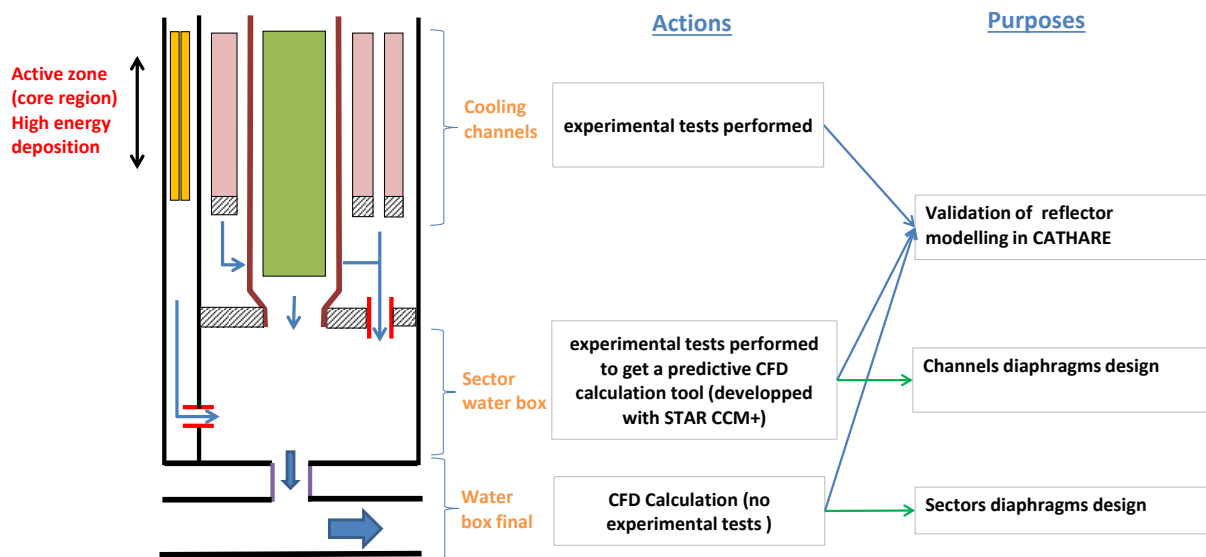 Actions
Purposes
Active zone
(core region)
High energy
deposition
Cooling
channels
experimental tests performed
Validation of reflector
modelling in CATHARE
Sector
water box
experimental tests performed
to get a predictive CFD
calculation tool (developped
with STAR CCM+)
Channels diaphragms design
Water
box final
CFD Calculation (no
experimental tests )
Sectors diaphragms design